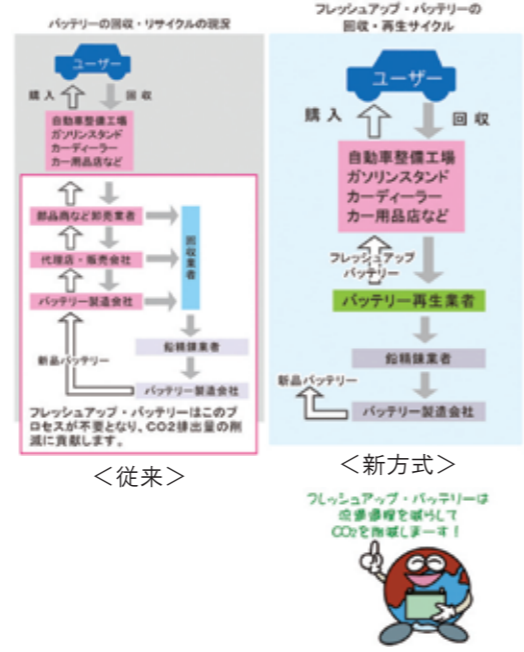 バッテリーの回収・リサイクルの現況
ユーザー
購入
回収
自動車整備工場
ガソリンスタンド
カーディーラー
カー用品店など
部品商など卸売業者
代理店・販売会社
バッテリー製造会社
回収業者
鉛精錬業者
新品バッテリー
バッテリー製造会社
フレッシュアップ・バッテリーはこのプ
ロセスが不要となり、CO2排出量の削
減に貢献します。
＜従来＞
フレッシュアップ・バッテリーの
回収・再生サイクル
ユーザー
購入
回収
自動車整備工場
ガソリンスタンド
カーディーラー
カー用品店など
フレッシュアップ
バッテリー
バッテリー再生業者
鉛精錬業者
新品バッテリー
バッテリー製造会社
＜新方式＞
フレッシュアップ・バッテリーは
流通過程を減らして
CO2を削減しまーす！